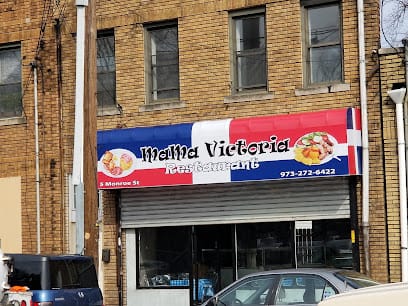 MaMa Victoria
Restaurant
5 Monroe St
973-272-6422